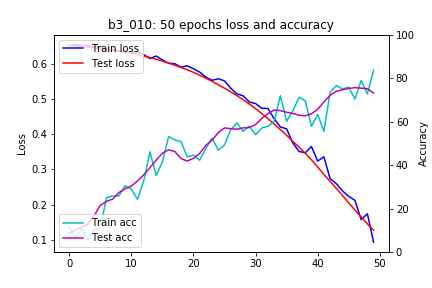 b3_010: 50 epochs loss and accuracy
Train loss
Test loss
Train acc
Test acc
Loss
0.6
0.5
0.4
0.3
0.2
0.1
Accuracy
100
80
60
40
20
0
0
10
20
30
40
50